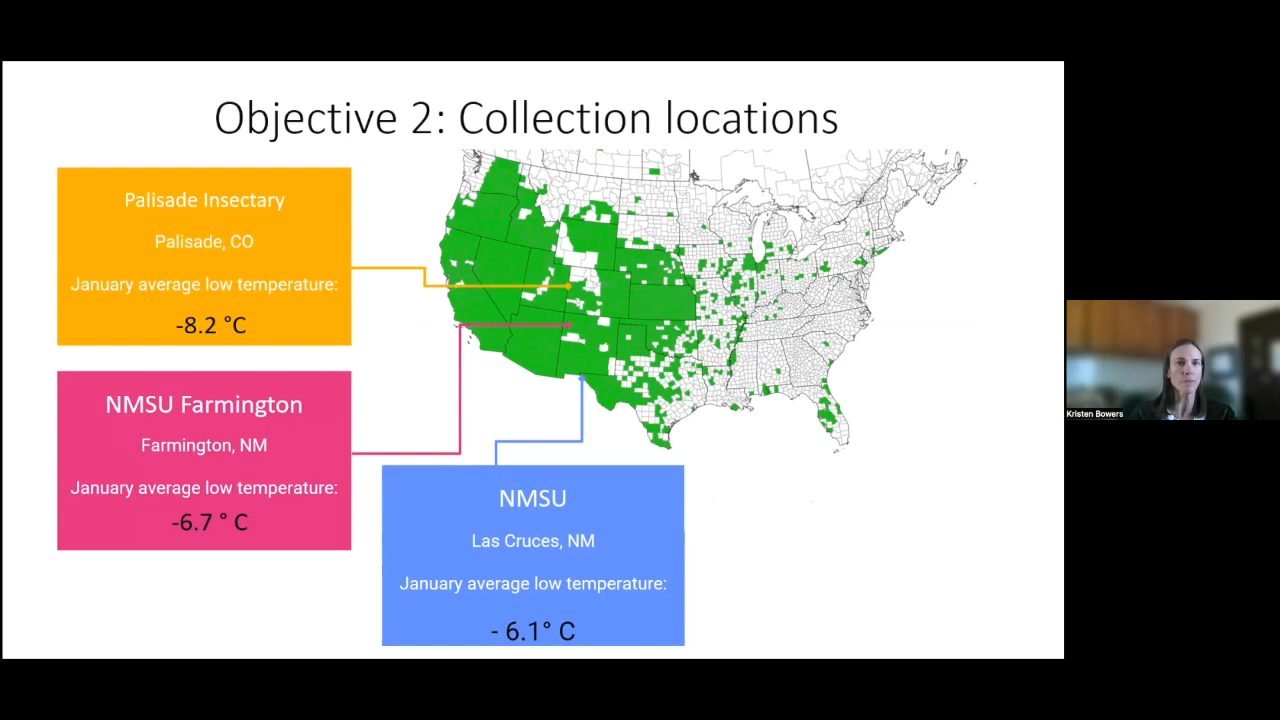 Objective 2: Collection locations
Palisade Insectary
Palisade, CO
January average low temperature:
-8.2 °C
NMSU Farmington
Farmington, NM
January average low temperature:
-6.7 ° C
NMSU
Las Cruces, NM
January average low temperature:
- 6.1° C
Kristen Bowers